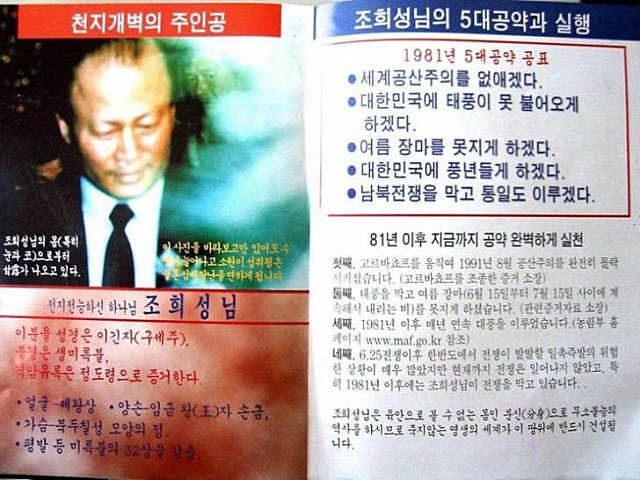 천지개벽의 주인공
조희성님의 몸(특히
눈과 코)으로부터
甘露가 나오고 있다.
이 사진을 바라보고만 있어도 수
소원이 성취됨은
면하게 됩니다
전지전능하신 하나님 조희성님
이분을 성경은 이긴자(구세주),
불경은 생미륵불,
격암유록은 정도령으로 증거한다.
• 얼굴-제왕상 • 양손-임금 왕(王)자 손금,
• 가슴-북두칠성 모양의 점,
• 평발 등 미륵불의 32상을 갖춤
조희성님의 5대공약과 실행
1981년 5대공약 공표
● 세계공산주의를 없애겠다.
● 대한민국에 태풍이 못 불어오게
하겠다.
● 여름 장마를 못지게 하겠다.
● 대한민국에 풍년들게 하겠다.
● 남북전쟁을 막고 통일도 이루겠다.
81년 이후 지금까지 공약 완벽하게 실천
첫째, 고르바쵸프를 움직여 1991년 8월 공산주의를 완전히 몰락
시키셨습니다. (고르바쵸프를 조종한 증거 소장)
둘째, 태풍을 막고 여름 장마(6월 15일부터 7월 15일 사이에 계
속해서 내리는 비)를 못지게 하셨습니다. (관련증거자료 소장)
세째, 1981년 이후 매년 연속 대풍을 이루었습니다.(농림부 홈
페이지 www.maf.go.kr 참조)
네째, 6.25전쟁이후 한반도에서 전쟁이 발발할 일촉즉발의 위험
한 상황이 매우 많았지만 현재까지 전쟁은 일어나지 않았고, 특
히 1981년 이후에는 조희성님이 전쟁을 막고 있습니다. .
조희성님은 육안으로 볼 수 없는 몸인 분신(分身)으로 무소불능의
역사를 하시므로 죽지않는 영생의 세계가 이 땅위에 반드시 건설됩
니다.